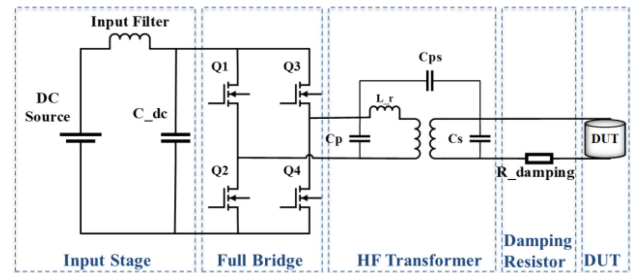 Input Filter
DC
Source
C_dc
Q1
Q3
Q2
Q4
Cps
L_r
Cp
Cs
R_damping
DUT
Input Stage
Full Bridge
HF Transformer
Damping
Resistor
DUT